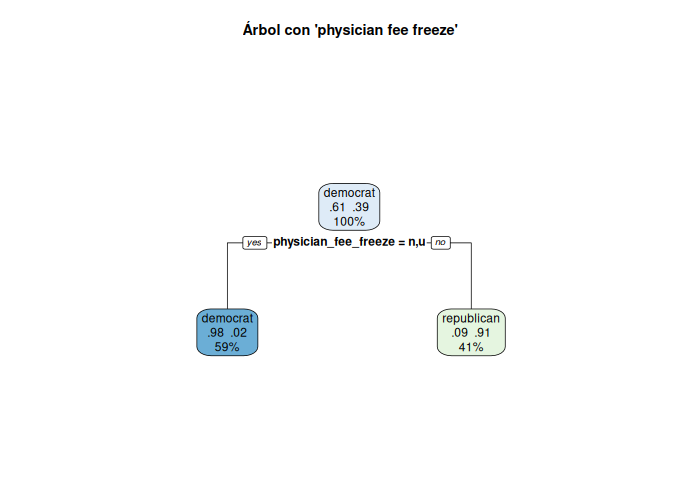 Árbol con 'physician fee freeze'
democrat
.61 .39
100%
yes physician_fee_freeze = n,u no
democrat
.98 .02
59%
republican
.09 .91
41%